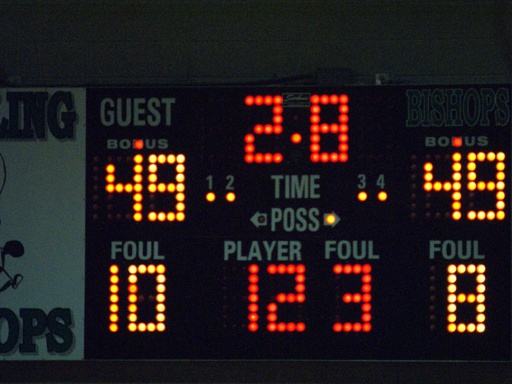 LING
GUEST
2.8
BISHOPS
BONUS
BONUS
49
1 2
TIME
3 4
49
POSS
FOUL
PLAYER
FOUL
FOUL
10
12
3
8
OPS